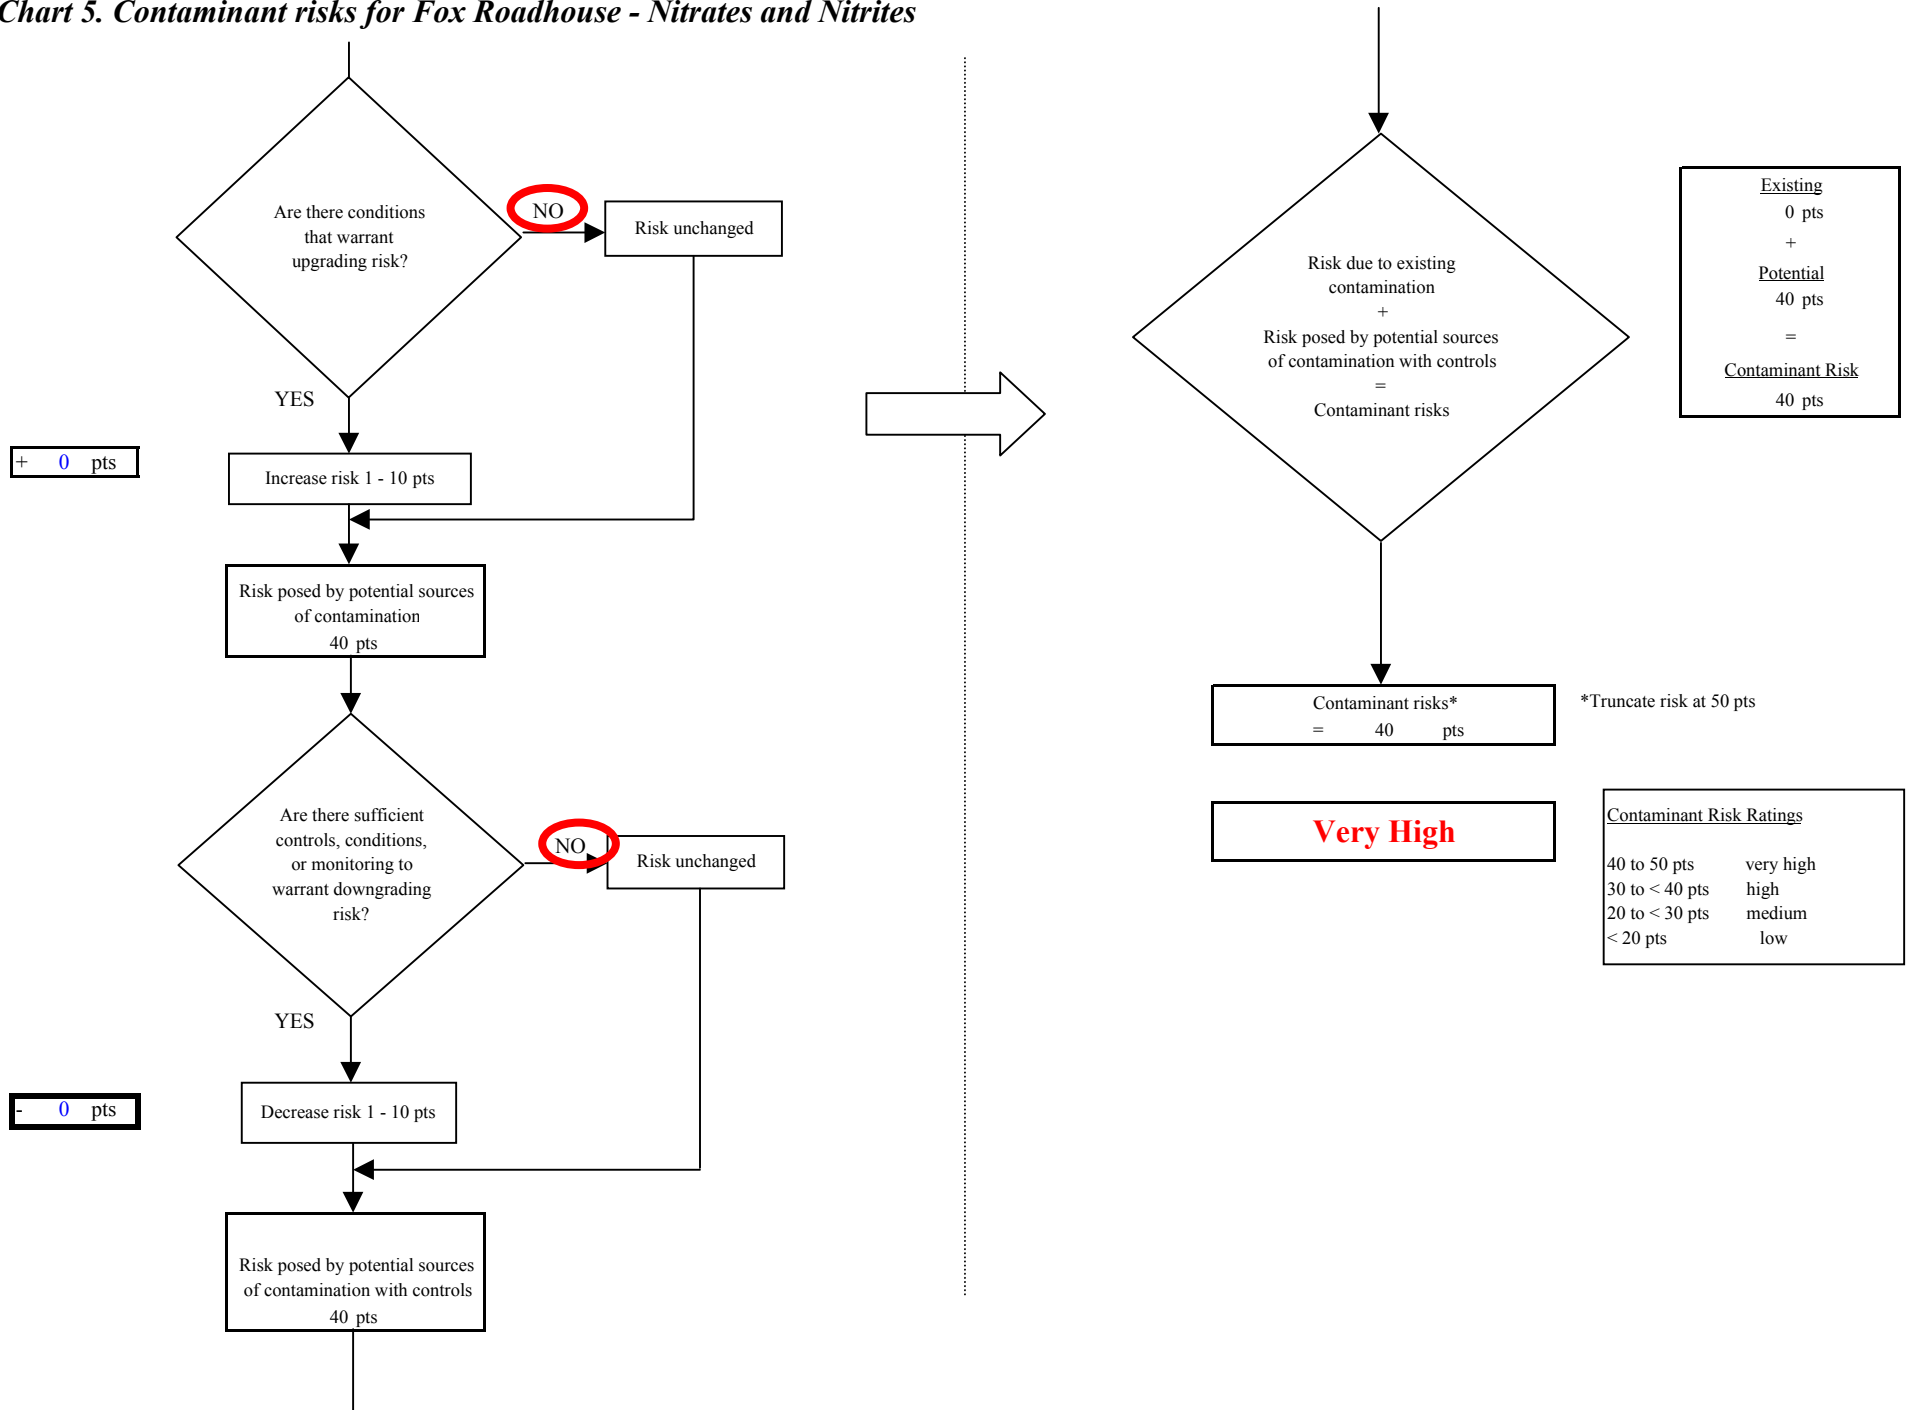 Chart 5. Contaminant risks for Fox Roadhouse - Nitrates and Nitrites
Are there conditions
that warrant
upgrading risk?
NO
Risk unchanged
YES
+ 0 pts
Increase risk 1 - 10 pts
Risk posed by potential sources
of contamination
40 pts
Are there sufficient
controls, conditions,
or monitoring to
warrant downgrading
risk?
NO
Risk unchanged
YES
- 0 pts
Decrease risk 1 - 10 pts
Risk posed by potential sources
of contamination with controls
40 pts
Risk due to existing
contamination
+
Risk posed by potential sources
of contamination with controls
=
Contaminant risks
Existing
0 pts
+
Potential
40 pts
=
Contaminant Risk
40 pts
Contaminant risks*
= 40 pts
*Truncate risk at 50 pts
Very High
Contaminant Risk Ratings
40 to 50 pts very high
30 to < 40 pts high
20 to < 30 pts medium
< 20 pts low